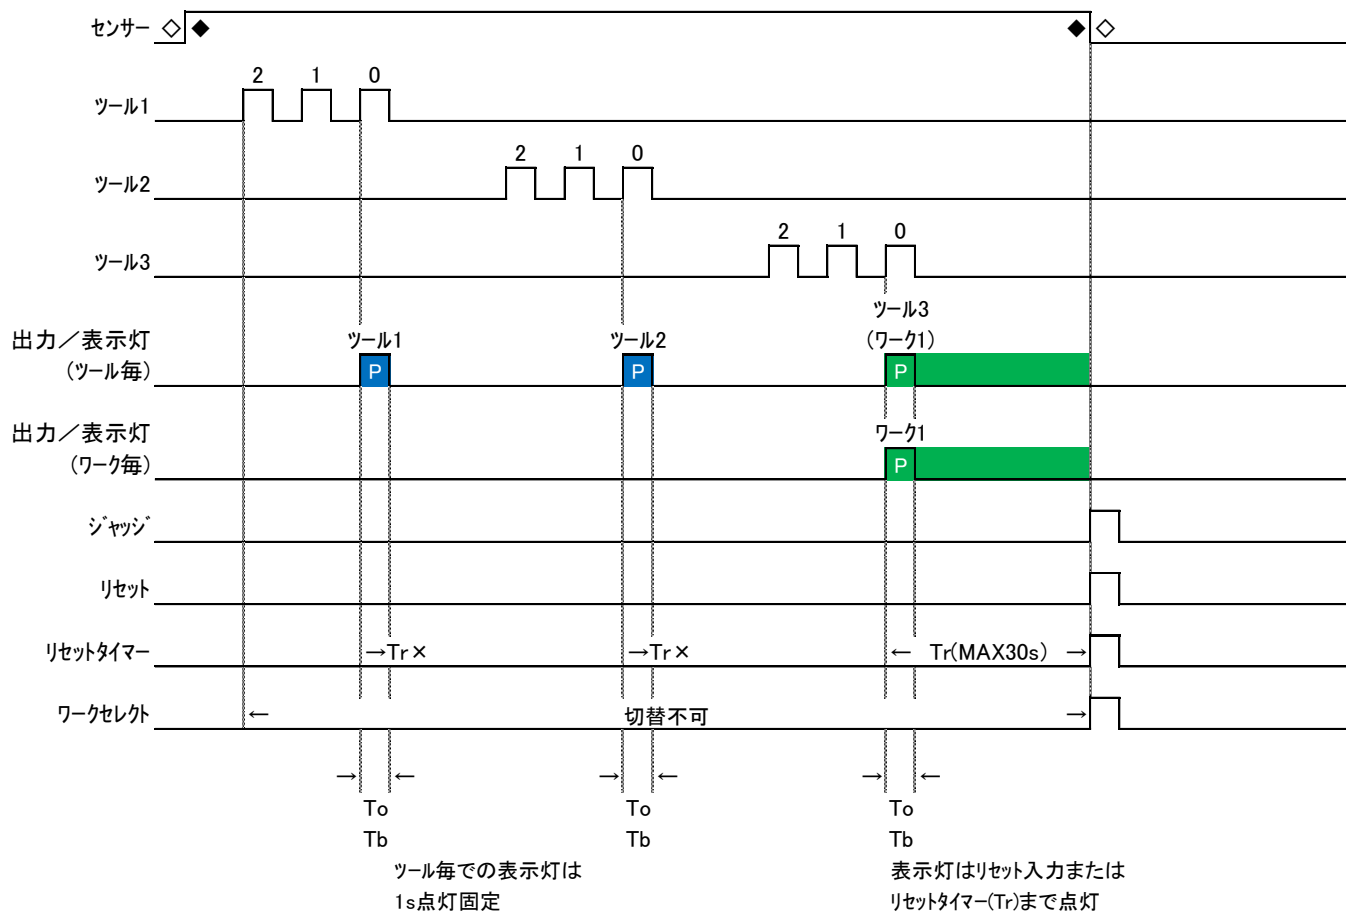 センサー ◇ ◆ ◆ ◇
2 1 0
ツール1
2 1 0
ツール2
2 1 0
ツール3
ツール3
出力／表示灯 ツール1 ツール2 (ワーク1)
(ツール毎) P P P
出力／表示灯 ワーク1
(ワーク毎) P
ジャッジ
リセット
リセットタイマー →Tr× →Tr× ← Tr(MAX30s) →
ワークセレクト ← 切替不可 →
→ ← → ← → ←
To To To
Tb Tb Tb
ツール毎での表示灯は
1s点灯固定
表示灯はリセット入力または
リセットタイマー(Tr)まで点灯